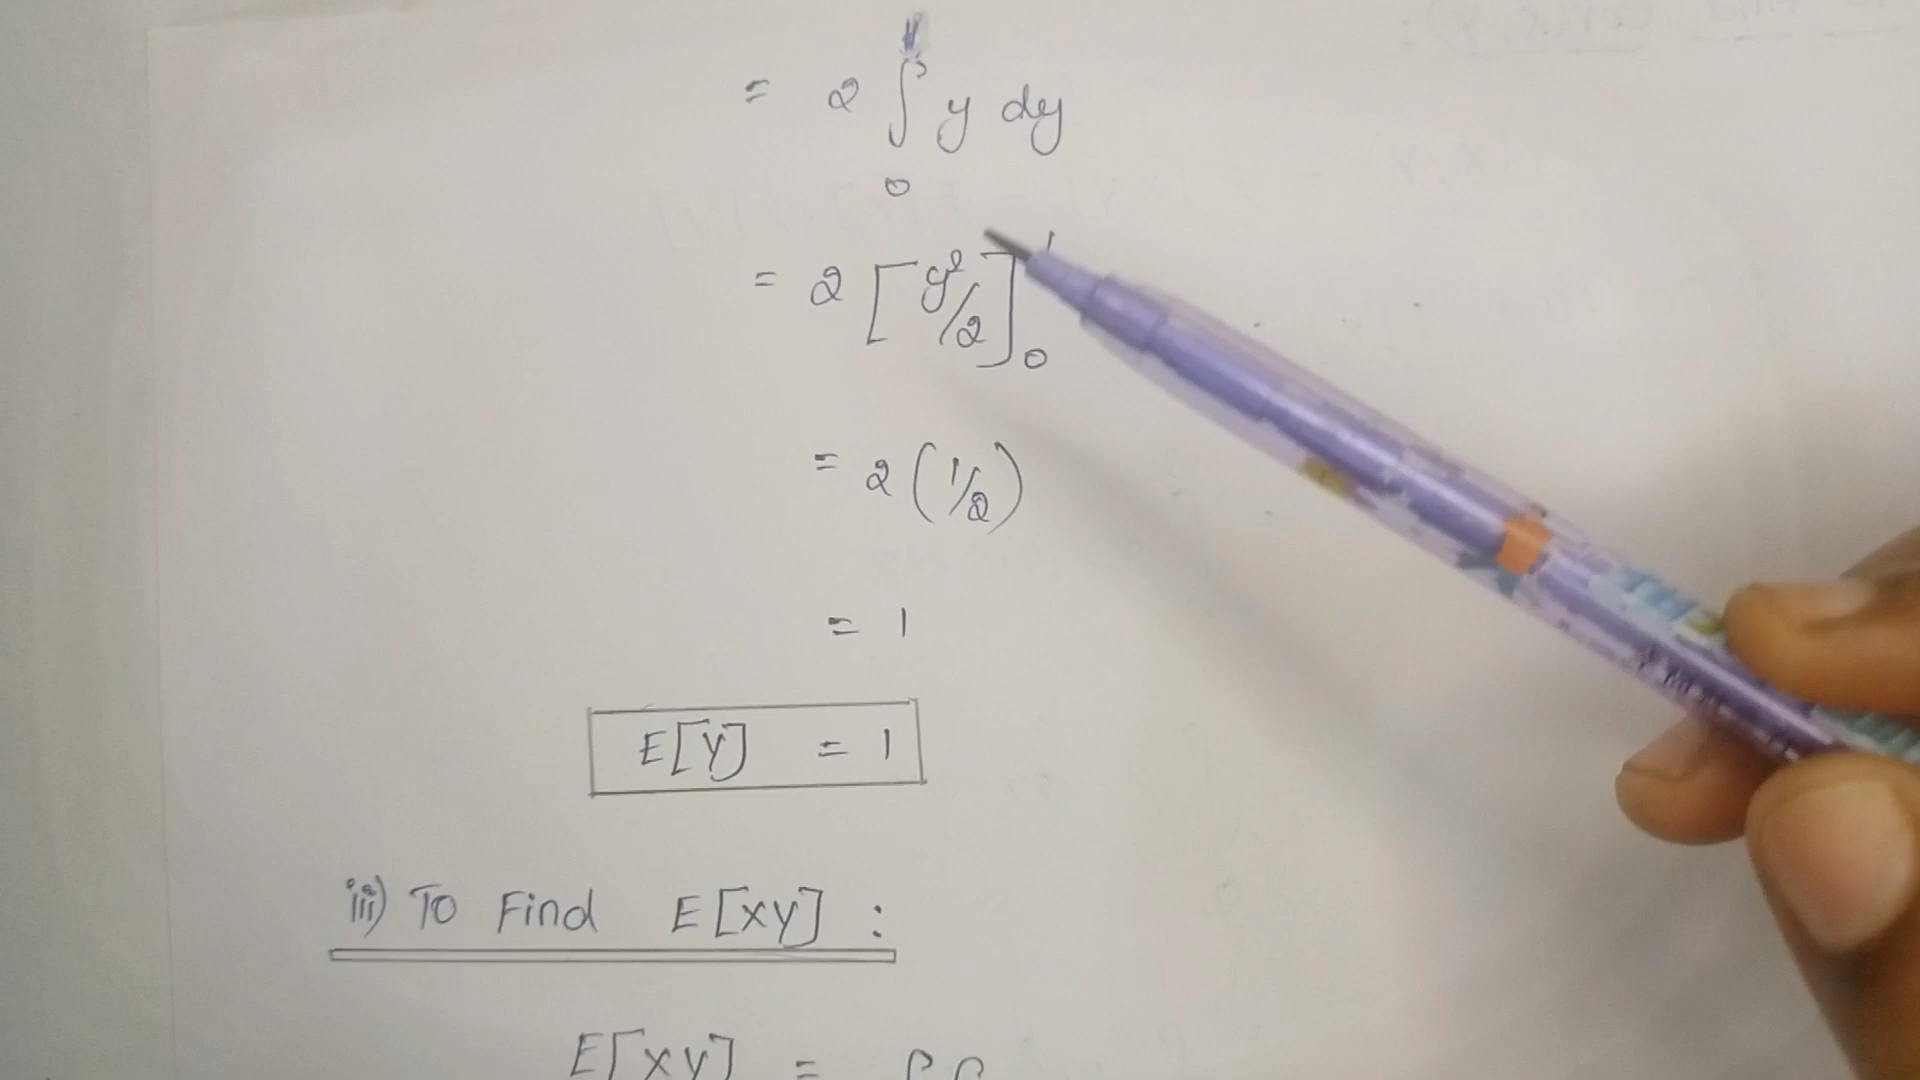 = 2 ∫₀¹ y dy
= 2 [y²/2]₀¹
= 2 (1/2)
= 1
E[Y] = 1
iii) To Find E[XY] :
E[XY] = ∫∫